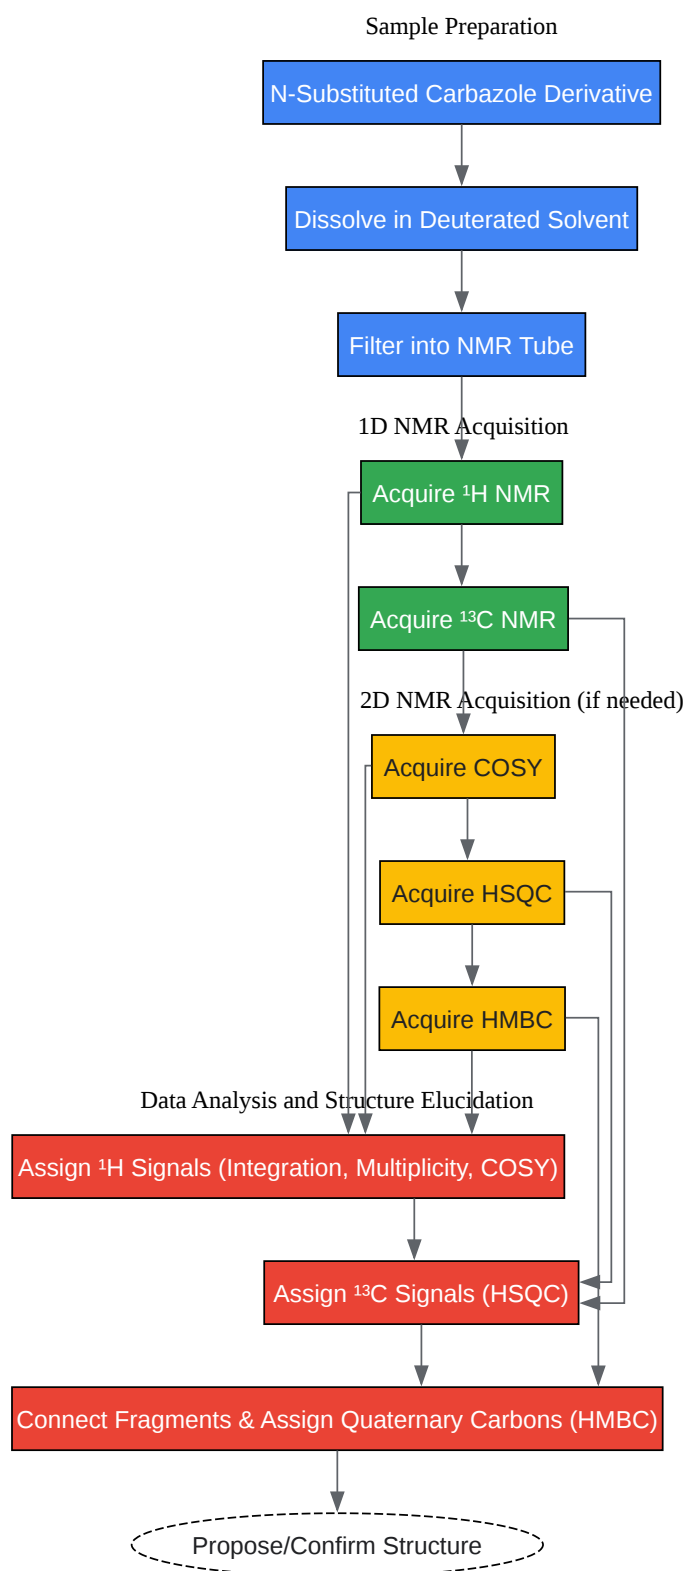 Sample Preparation
N-Substituted Carbazole Derivative
Dissolve in Deuterated Solvent
Filter into NMR Tube
1D NMR Acquisition
Acquire ¹H NMR
Acquire ¹³C NMR
2D NMR Acquisition (if needed)
Acquire COSY
Acquire HSQC
Acquire HMBC
Data Analysis and Structure Elucidation
Assign ¹H Signals (Integration, Multiplicity, COSY)
Assign ¹³C Signals (HSQC)
Connect Fragments & Assign Quaternary Carbons (HMBC)
Propose/Confirm Structure